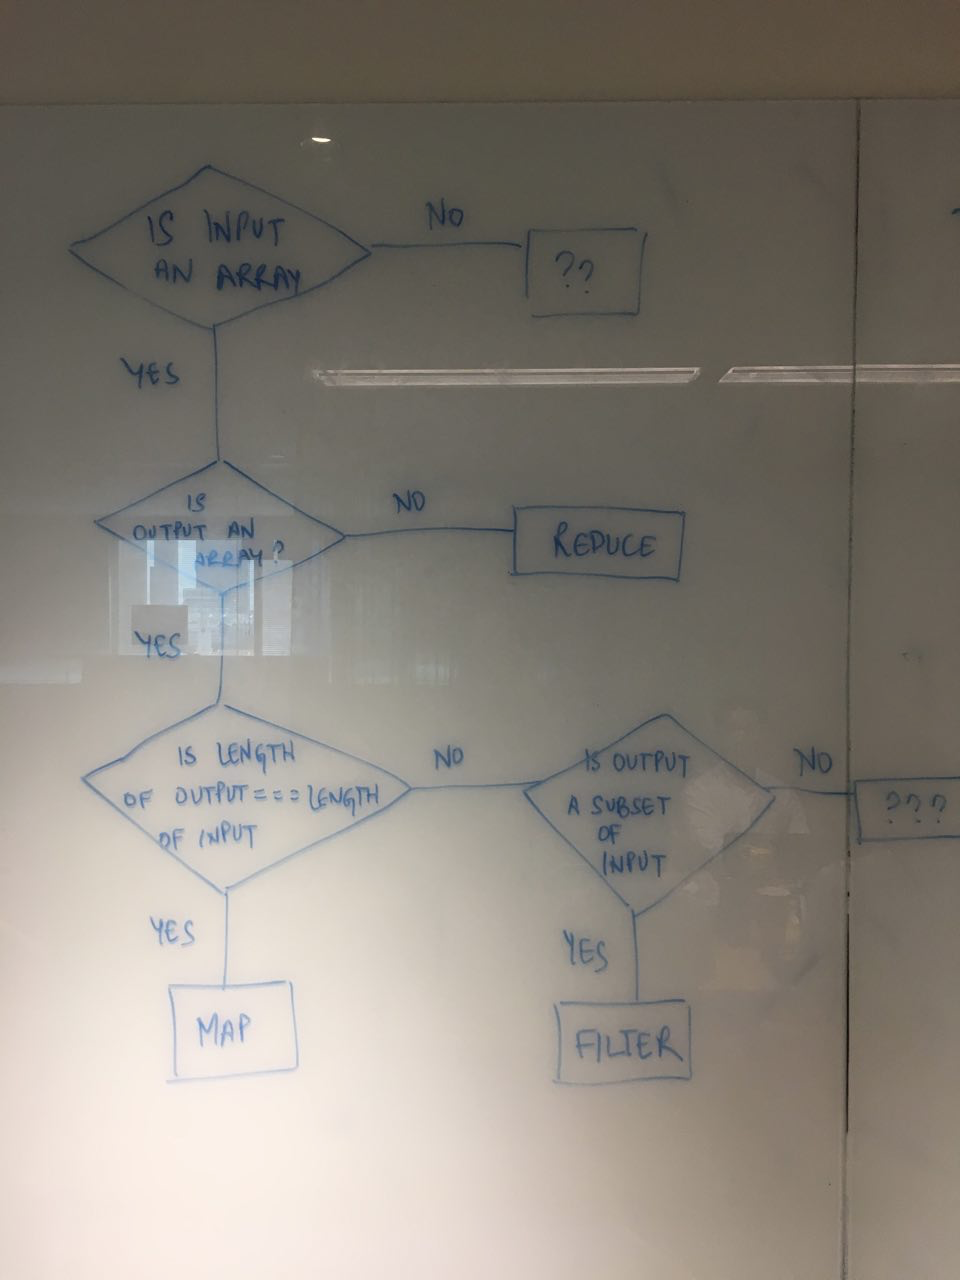 IS INPUT
AN ARRAY
NO
??
YES
IS
OUTPUT AN
ARRAY?
NO
REDUCE
YES
IS LENGTH
OF OUTPUT===LENGTH
OF INPUT
NO
IS OUTPUT
A SUBSET
OF
INPUT
NO
???
YES
MAP
YES
FILTER